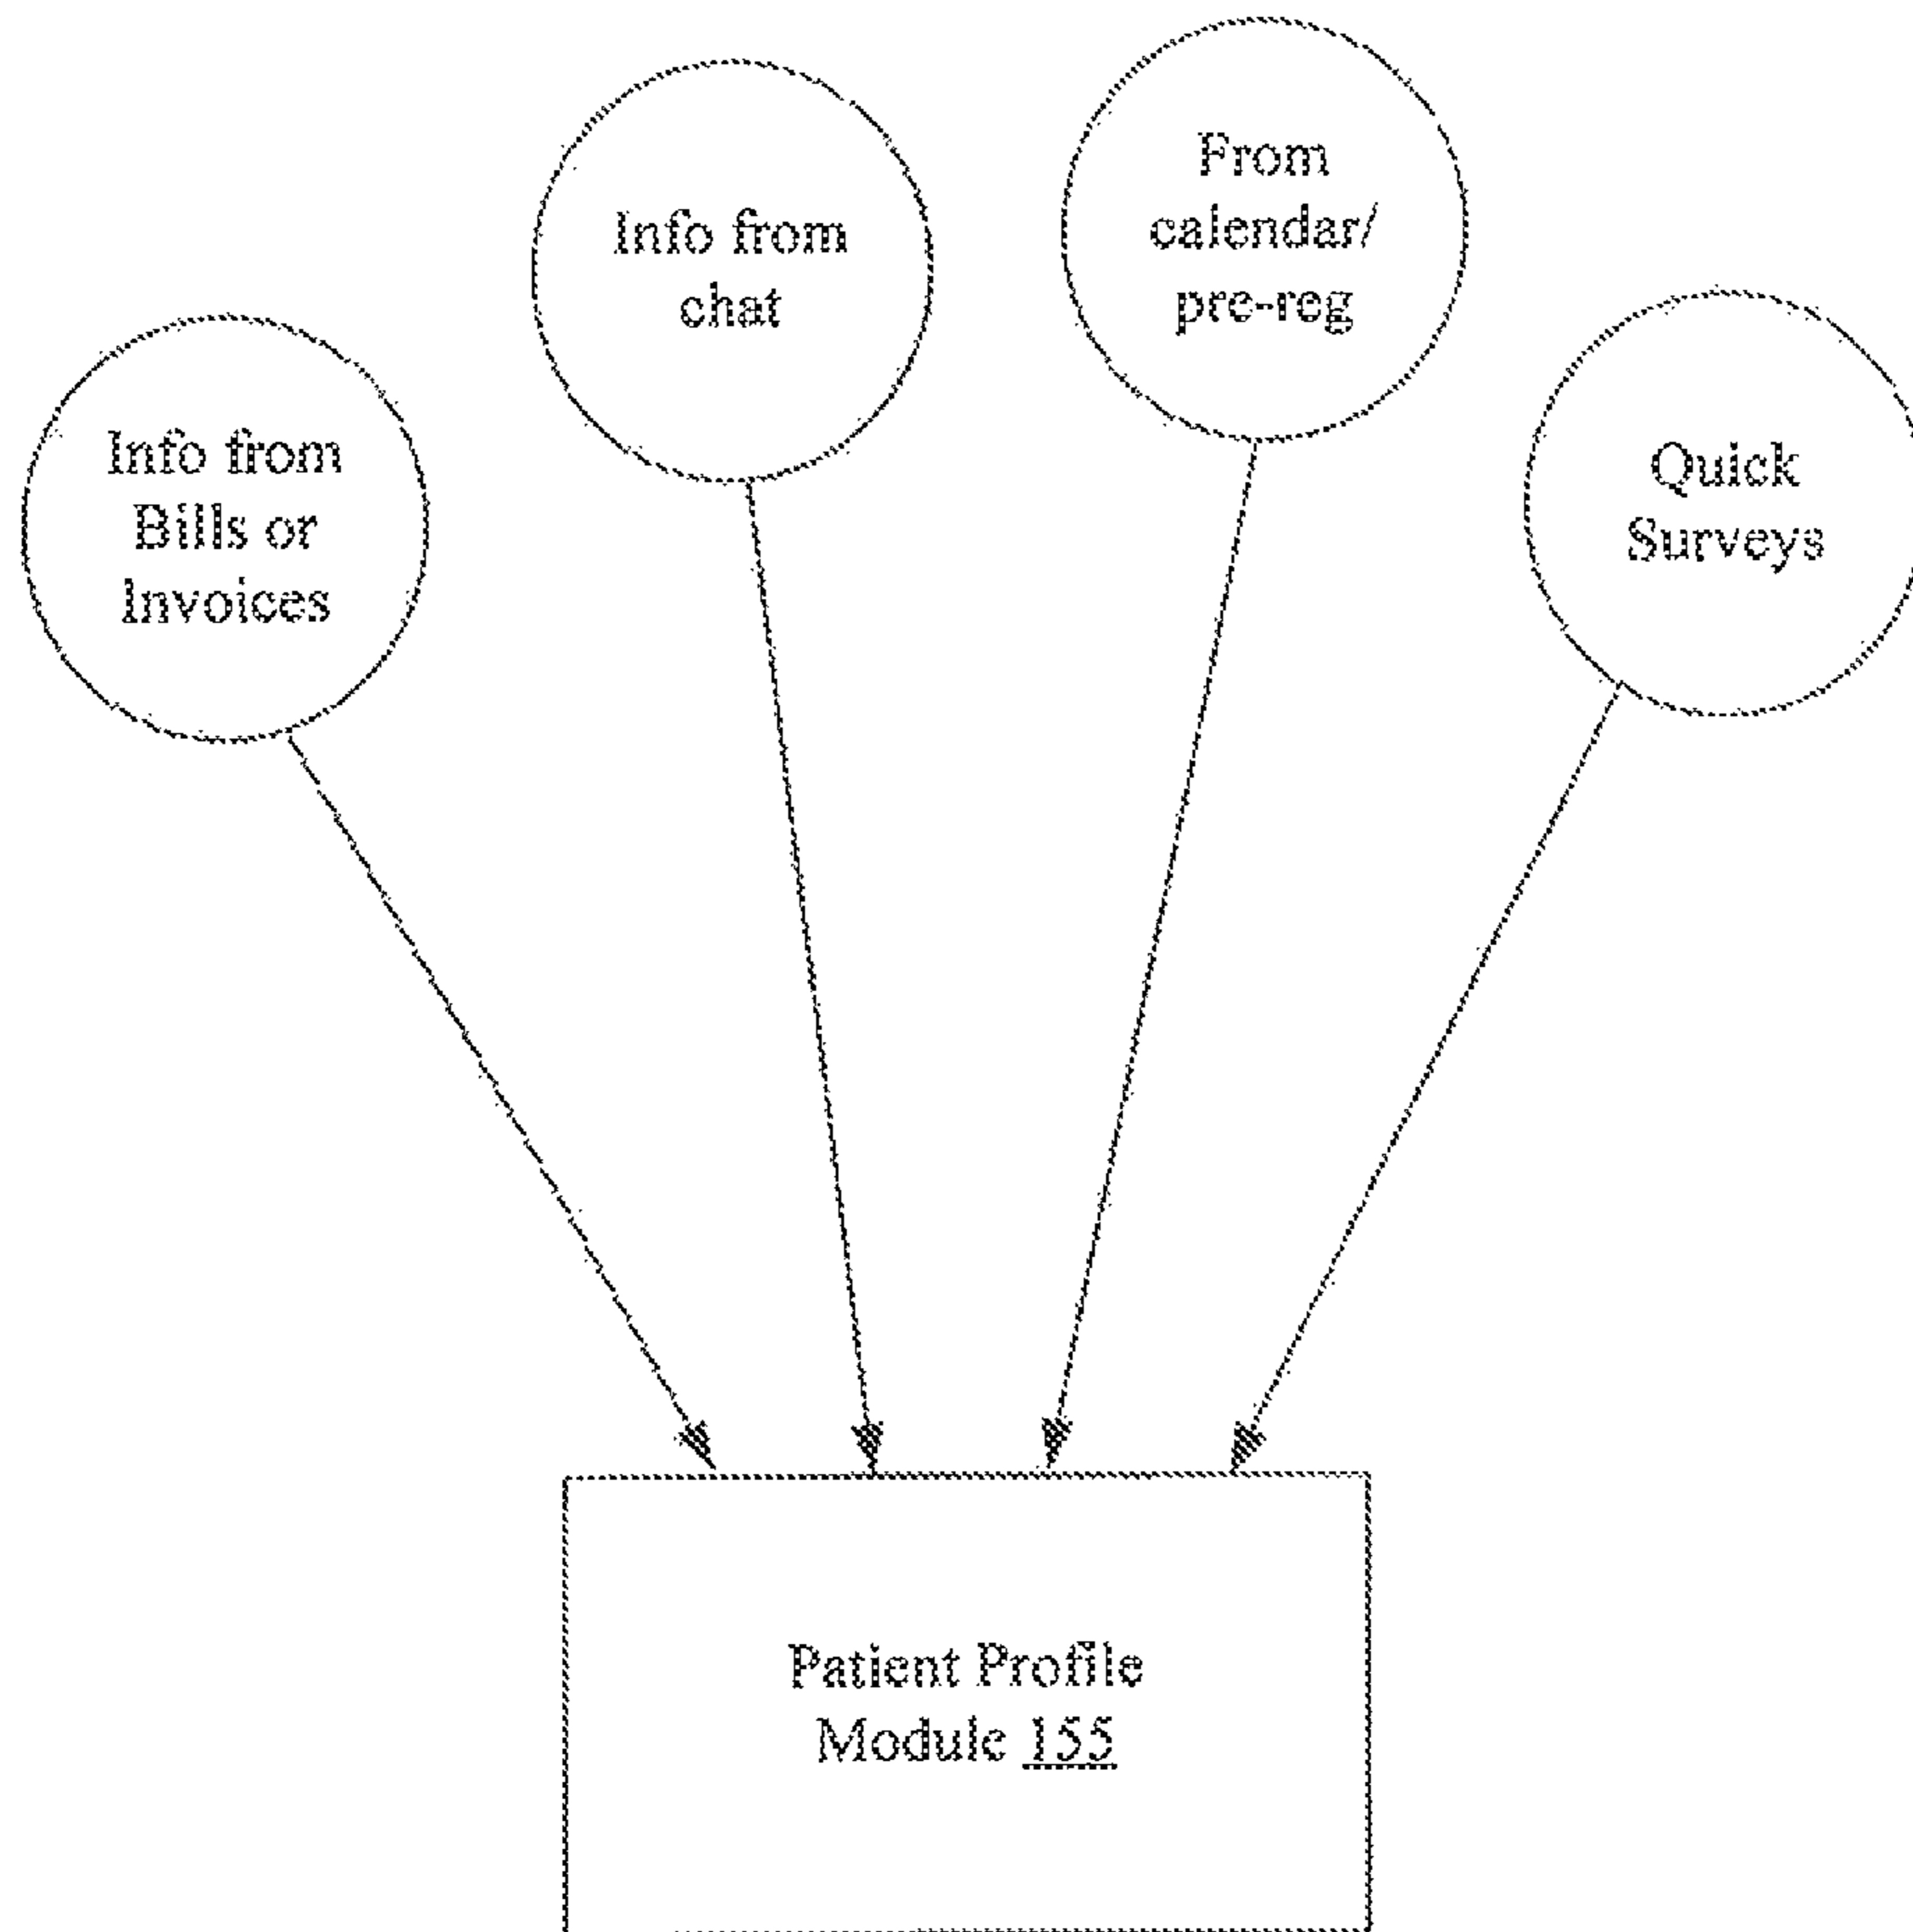 Info from
Bills or
Invoices
Info from
chat
From
calendar/
pre-reg
Quick
Surveys
Patient Profile
Module 155